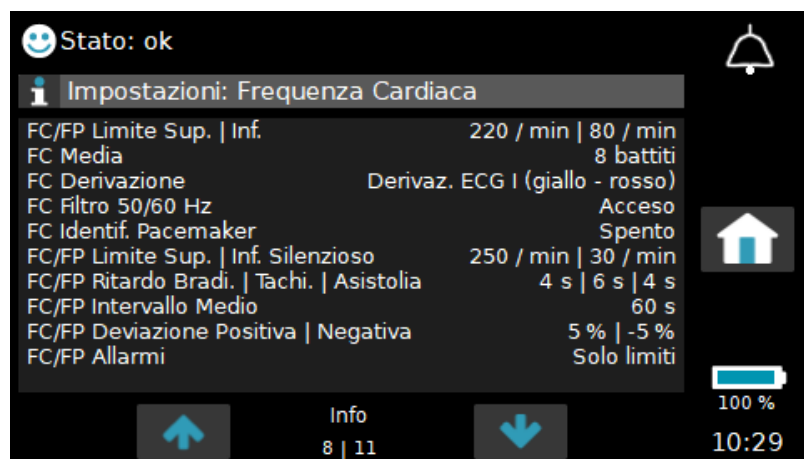 Stato: ok
Impostazioni: Frequenza Cardiaca
FC/FP Limite Sup. | Inf. 220 / min | 80 / min
FC Media 8 battiti
FC Derivazione Derivaz. ECG I (giallo - rosso)
FC Filtro 50/60 Hz Acceso
FC Identif. Pacemaker Spento
FC/FP Limite Sup. | Inf. Silenzioso 250 / min | 30 / min
FC/FP Ritardo Bradi. | Tachi. | Asistolia 4 s | 6 s | 4 s
FC/FP Intervallo Medio 60 s
FC/FP Deviazione Positiva | Negativa 5 % | -5 %
FC/FP Allarmi Solo limiti
Info
8 | 11
100 %
10:29